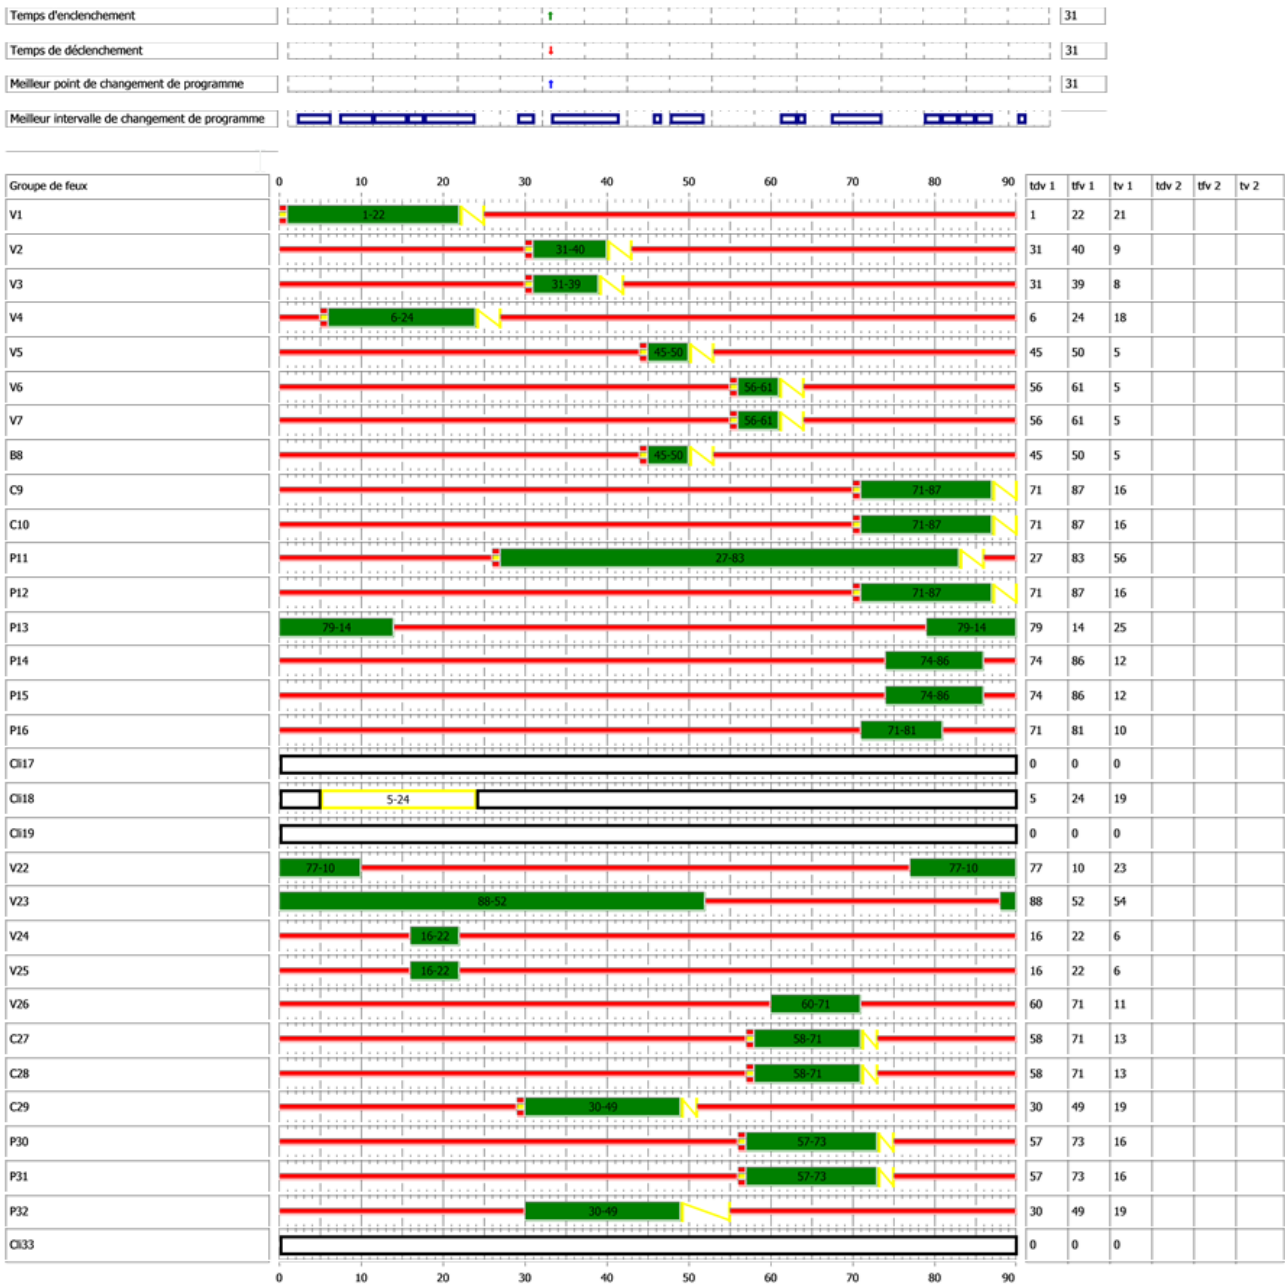 Temps d'enclenchement 31
Temps de déclenchement 31
Meilleur point de changement de programme 31
Meilleur intervalle de changement de programme
Groupe de feux 0 10 20 30 40 50 60 70 80 90 tdv 1 tfv 1 tv 1 tdv 2 tfv 2 tv 2
V1 1-22 1 22 21
V2 31-40 31 40 9
V3 31-39 31 39 8
V4 6-24 6 24 18
V5 45-50 45 50 5
V6 56-61 56 61 5
V7 56-61 56 61 5
B8 45-50 45 50 5
C9 71-87 71 87 16
C10 71-87 71 87 16
P11 27-83 27 83 56
P12 71-87 71 87 16
P13 79-14 79-14 79 14 25
P14 74-86 74 86 12
P15 74-86 74 86 12
P16 71-81 71 81 10
Cli17 0 0 0
Cli18 5-24 5 24 19
Cli19 0 0 0
V22 77-10 77-10 77 10 23
V23 88-52 88 52 54
V24 16-22 16 22 6
V25 16-22 16 22 6
V26 60-71 60 71 11
C27 58-71 58 71 13
C28 58-71 58 71 13
C29 30-49 30 49 19
P30 57-73 57 73 16
P31 57-73 57 73 16
P32 30-49 30 49 19
Cli33 0 0 0
0 10 20 30 40 50 60 70 80 90